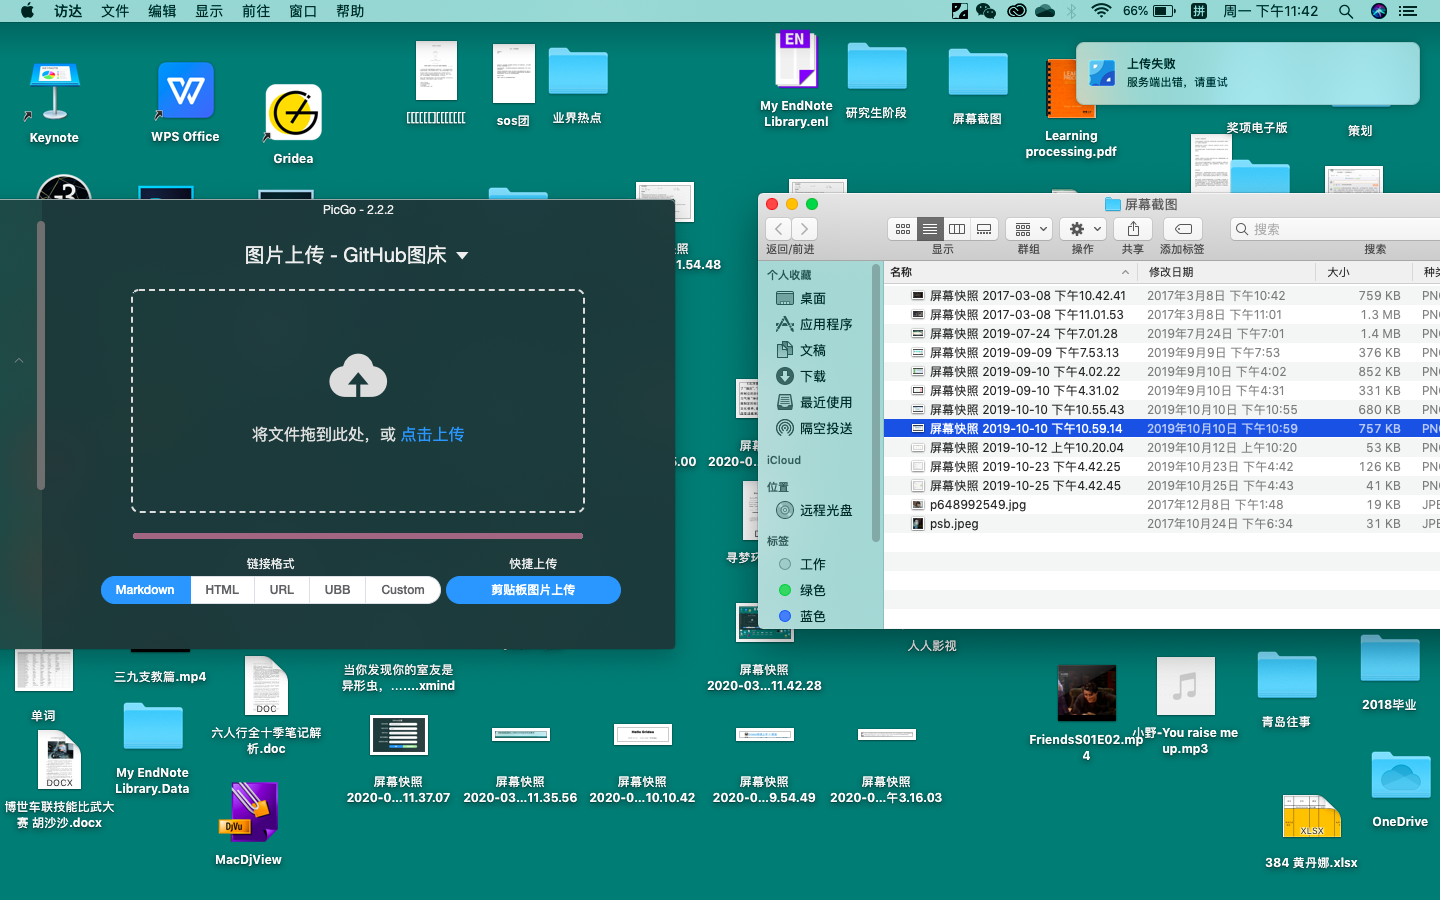 访达 文件 编辑 显示 前往 窗口 帮助
66% 拼 周一 下午11:42
上传失败
服务端出错，请重试
Keynote
WPS Office
Gridea
[[[[[[[[[[[[[[[
sos团
业界热点
EN
My EndNote
Library.enl
研究生阶段
屏幕截图
Learning
processing.pdf
奖项电子版
策划
PicGo - 2.2.2
图片上传 - GitHub图床
将文件拖到此处，或 点击上传
链接格式
快捷上传
Markdown HTML URL UBB Custom
剪贴板图片上传
照
1.54.48
5.00
屏幕截图
返回/前进 显示 群组 操作 共享 添加标签 搜索
搜索
个人收藏
桌面
应用程序
文稿
下载
最近使用
隔空投送
iCloud
位置
远程光盘
标签
工作
绿色
蓝色
名称 修改日期 大小 种类
屏幕快照 2017-03-08 下午10.42.41 2017年3月8日 下午10:42 759 KB PN
屏幕快照 2017-03-08 下午11.01.53 2017年3月8日 下午11:01 1.3 MB PN
屏幕快照 2019-07-24 下午7.01.28 2019年7月24日 下午7:01 1.4 MB PN
屏幕快照 2019-09-09 下午7.53.13 2019年9月9日 下午7:53 376 KB PN
屏幕快照 2019-09-10 下午4.02.22 2019年9月10日 下午4:02 852 KB PN
屏幕快照 2019-09-10 下午4.31.02 2019年9月10日 下午4:31 331 KB PN
屏幕快照 2019-10-10 下午10.55.43 2019年10月10日 下午10:55 680 KB PN
屏幕快照 2019-10-10 下午10.59.14 2019年10月10日 下午10:59 757 KB PN
屏幕快照 2019-10-12 上午10.20.04 2019年10月12日 上午10:20 53 KB PN
屏幕快照 2019-10-23 下午4.42.25 2019年10月23日 下午4:42 126 KB PN
屏幕快照 2019-10-25 下午4.42.45 2019年10月25日 下午4:43 41 KB PN
p648992549.jpg 2017年12月8日 下午1:48 19 KB JPE
psb.jpeg 2017年10月24日 下午6:34 31 KB JPE
屏幕
2020-0...
寻梦环
屏幕快照
2020-03...11.42.28
人人影视
单词
三九支教篇.mp4
DOC
六人行全十季笔记解
析.doc
当你发现你的室友是
异形虫，.......xmind
DOCX
博世车联技能比武大
赛 胡沙沙.docx
My EndNote
Library.Data
DjVu
MacDjView
屏幕快照
2020-0...11.37.07
屏幕快照
2020-03...11.35.56
Hello Gridea
屏幕快照
2020-0...10.10.42
屏幕快照
2020-0...9.54.49
屏幕快照
2020-0...午3.16.03
FriendsS01E02.mp
4
小野-You raise me
up.mp3
青岛往事
2018毕业
OneDrive
XLSX
384 黄丹娜.xlsx